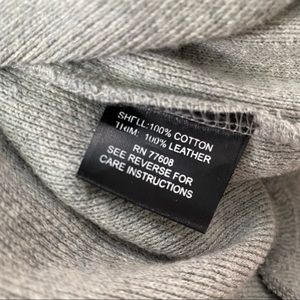 SHELL: 100% COTTON
TRIM: 100% LEATHER
RN 77608
SEE REVERSE FOR
CARE INSTRUCTIONS